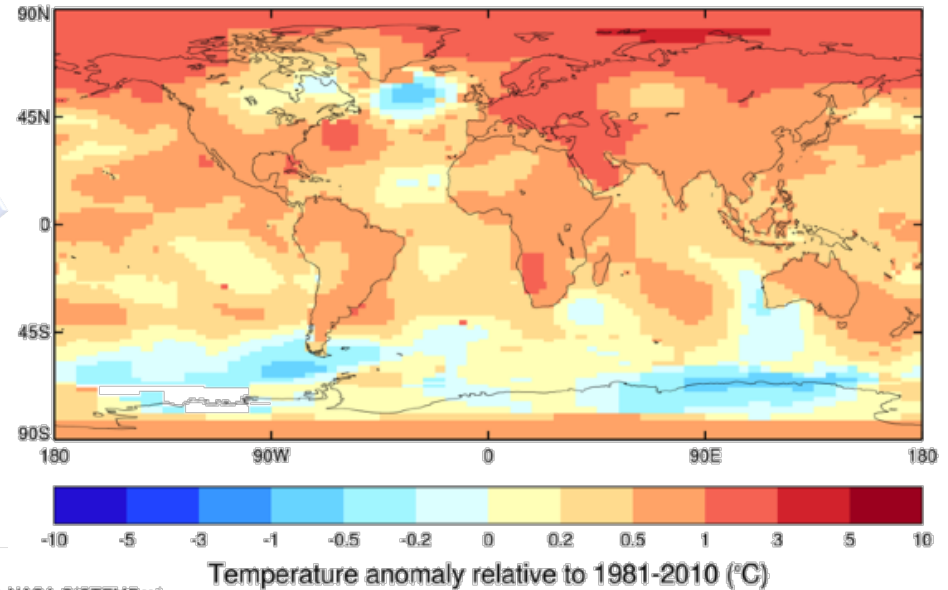 90N
45N
0
45S
90S
180 90W 0 90E 180
-10 -5 -3 -1 -0.5 -0.2 0 0.2 0.5 1 3 5 10
Temperature anomaly relative to 1981-2010 (°C)